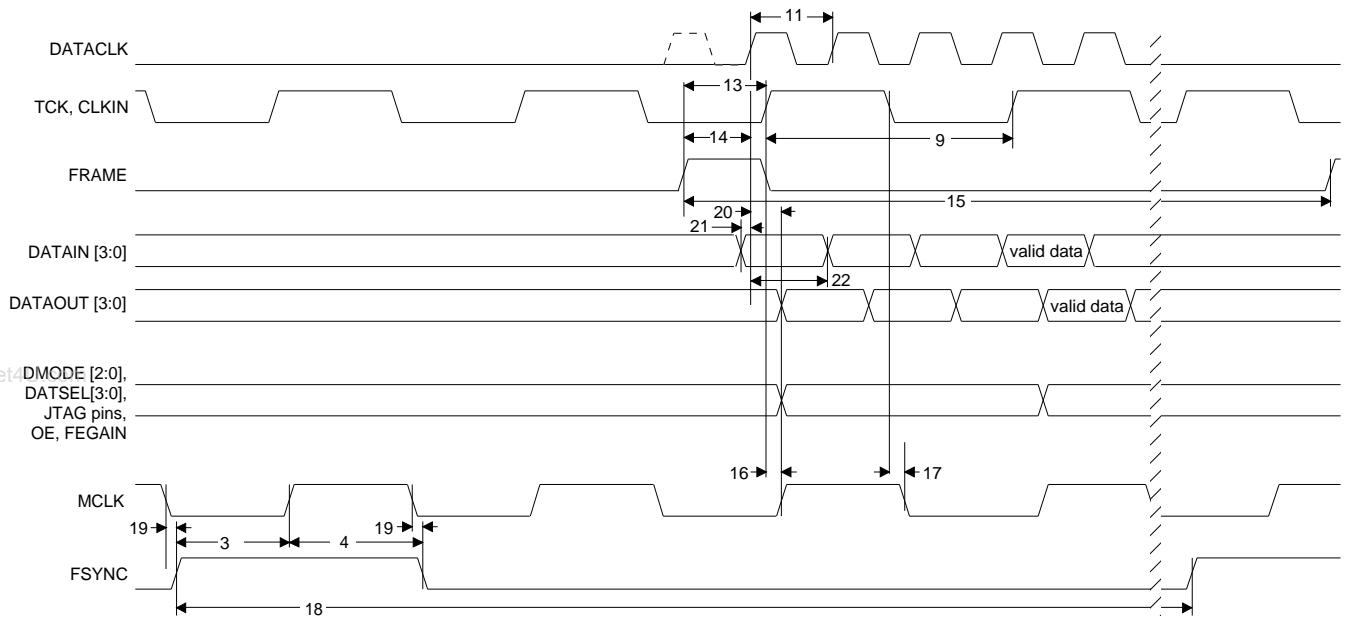 11
DATACLK
13
TCK, CLKIN
14
9
FRAME
15
20
21
DATAIN [3:0]
valid data
22
DATAOUT [3:0]
valid data
DMODE [2:0],
DATSEL[3:0],
JTAG pins,
OE, FEGAIN
16
17
MCLK
19
19
3
4
FSYNC
18